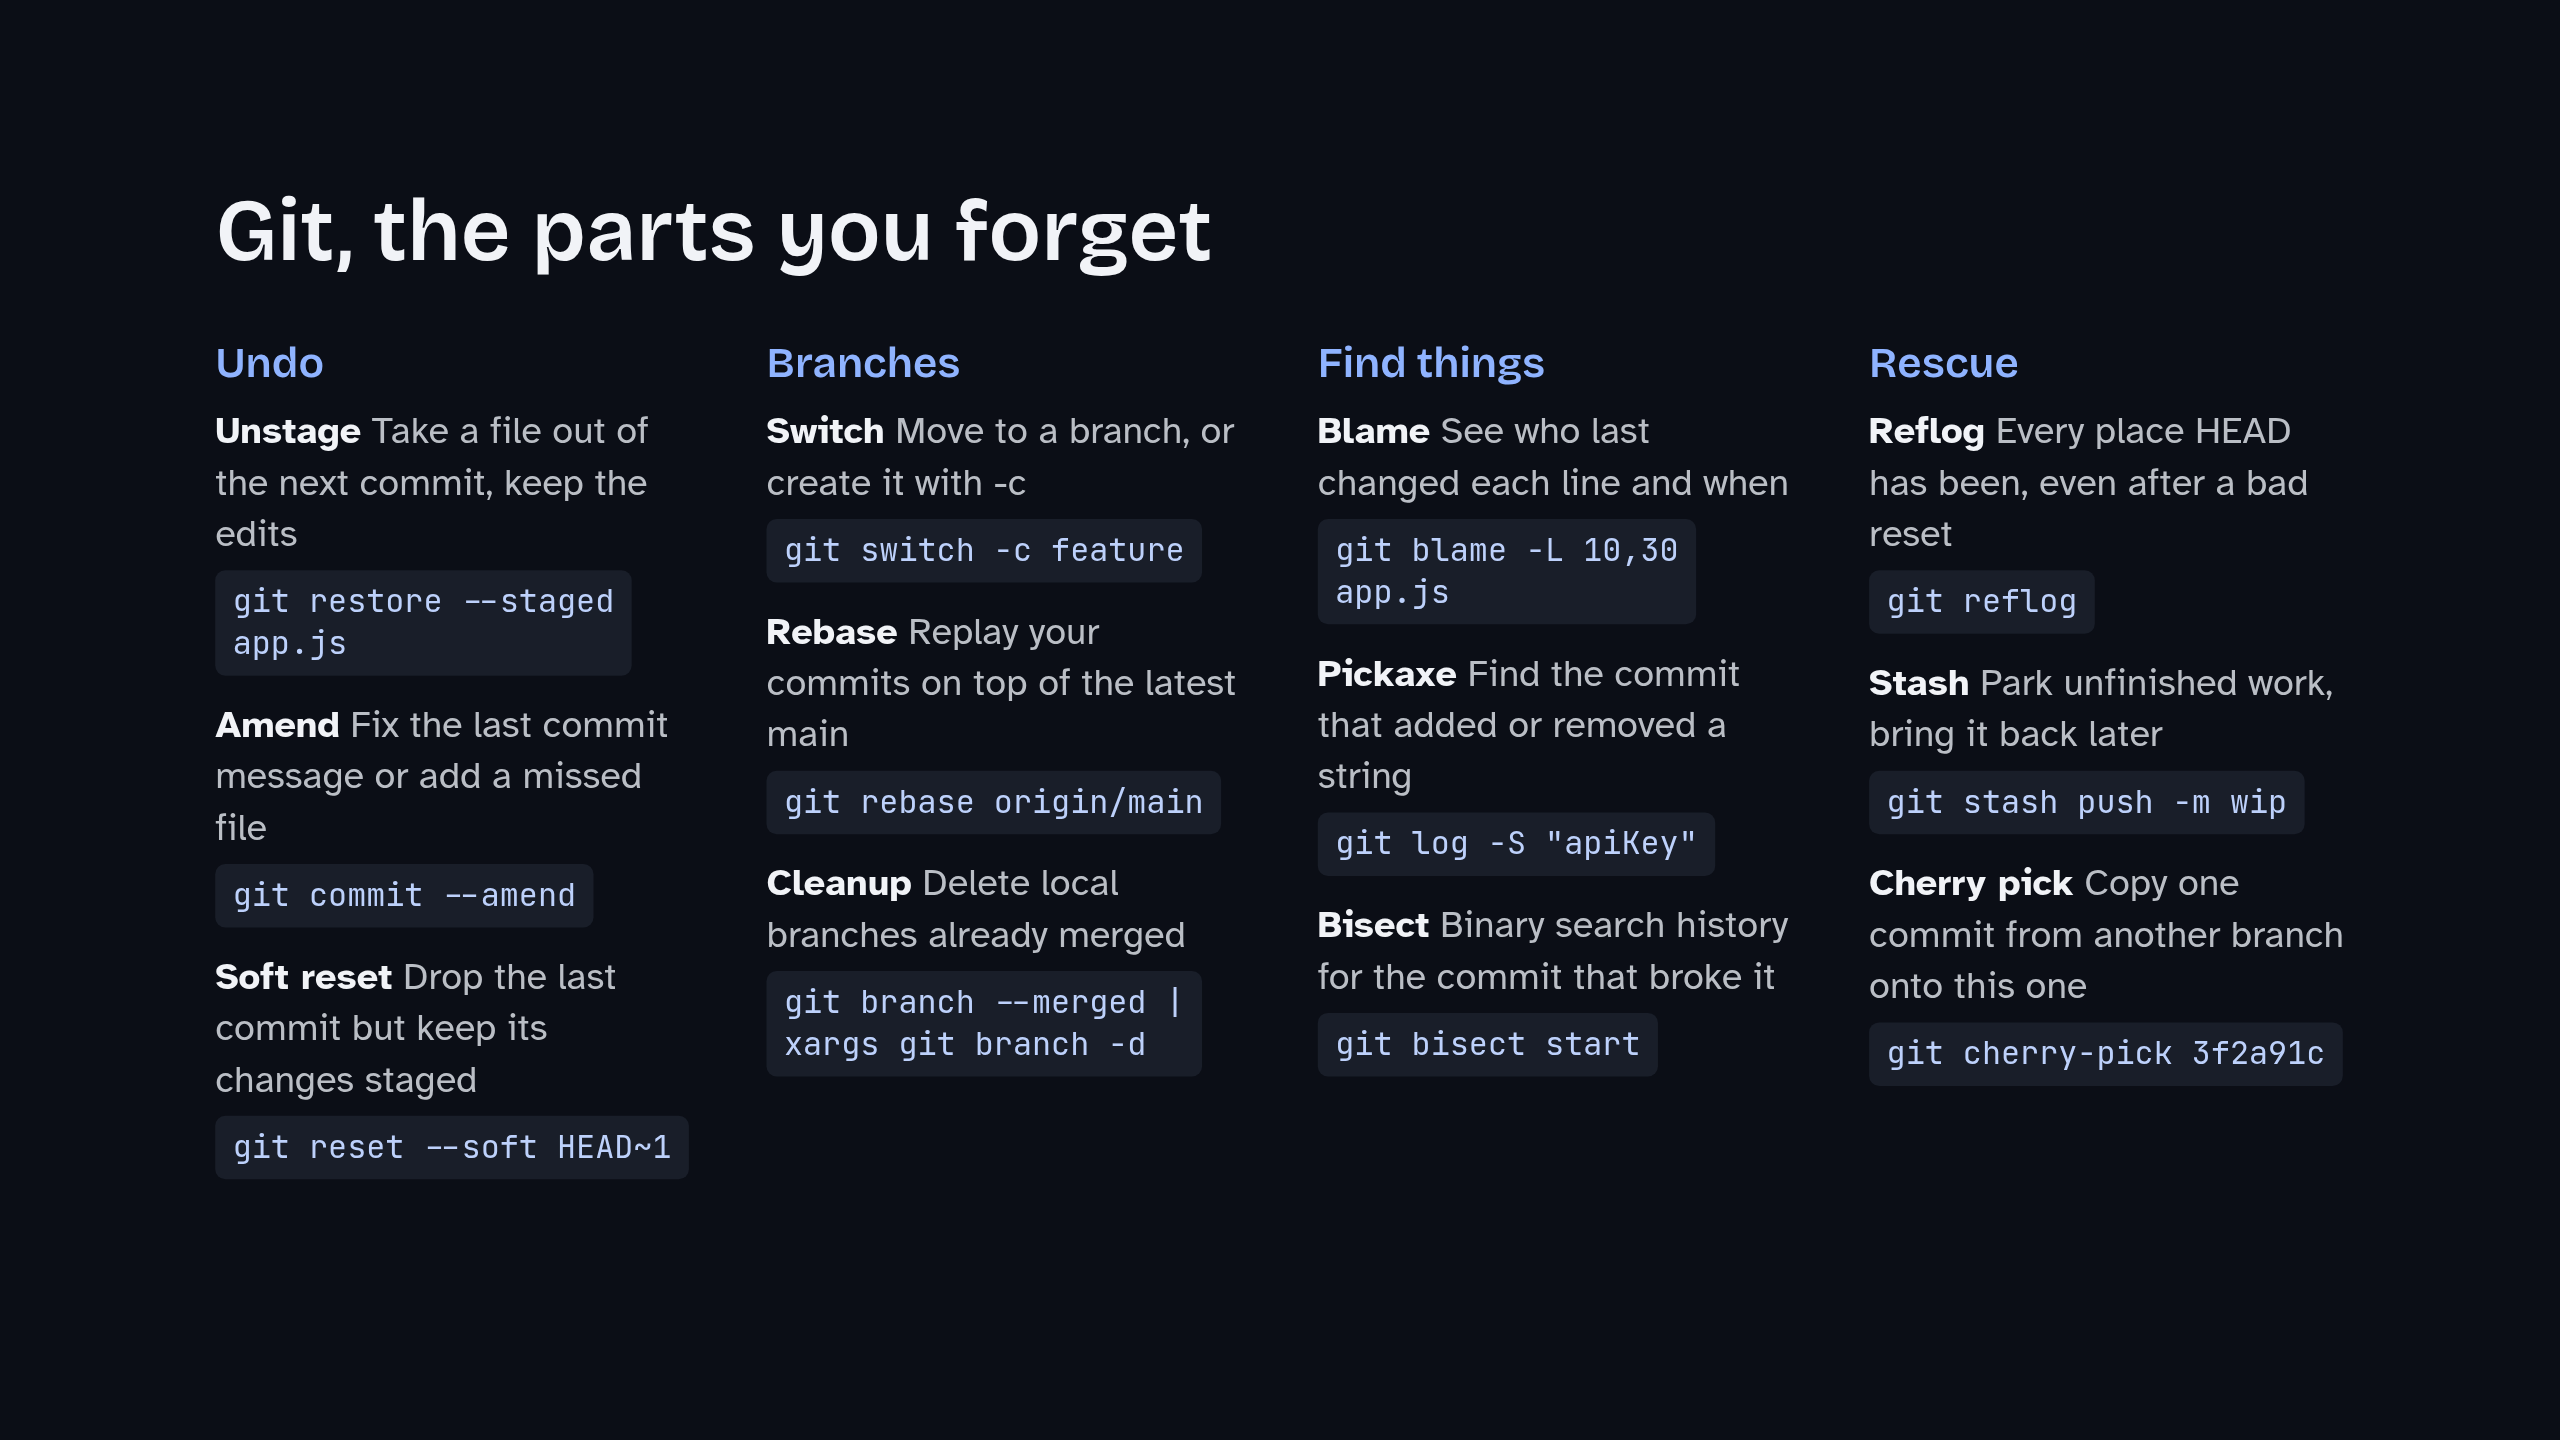 Git, the parts you forget
Undo
Unstage Take a file out of
the next commit, keep the
edits
git restore --staged
app.js
Amend Fix the last commit
message or add a missed
file
git commit --amend
Soft reset Drop the last
commit but keep its
changes staged
git reset --soft HEAD~1
Branches
Switch Move to a branch, or
create it with -c
git switch -c feature
Rebase Replay your
commits on top of the latest
main
git rebase origin/main
Cleanup Delete local
branches already merged
git branch --merged |
xargs git branch -d
Find things
Blame See who last
changed each line and when
git blame -L 10,30
app.js
Pickaxe Find the commit
that added or removed a
string
git log -S "apiKey"
Bisect Binary search history
for the commit that broke it
git bisect start
Rescue
Reflog Every place HEAD
has been, even after a bad
reset
git reflog
Stash Park unfinished work,
bring it back later
git stash push -m wip
Cherry pick Copy one
commit from another branch
onto this one
git cherry-pick 3f2a91c